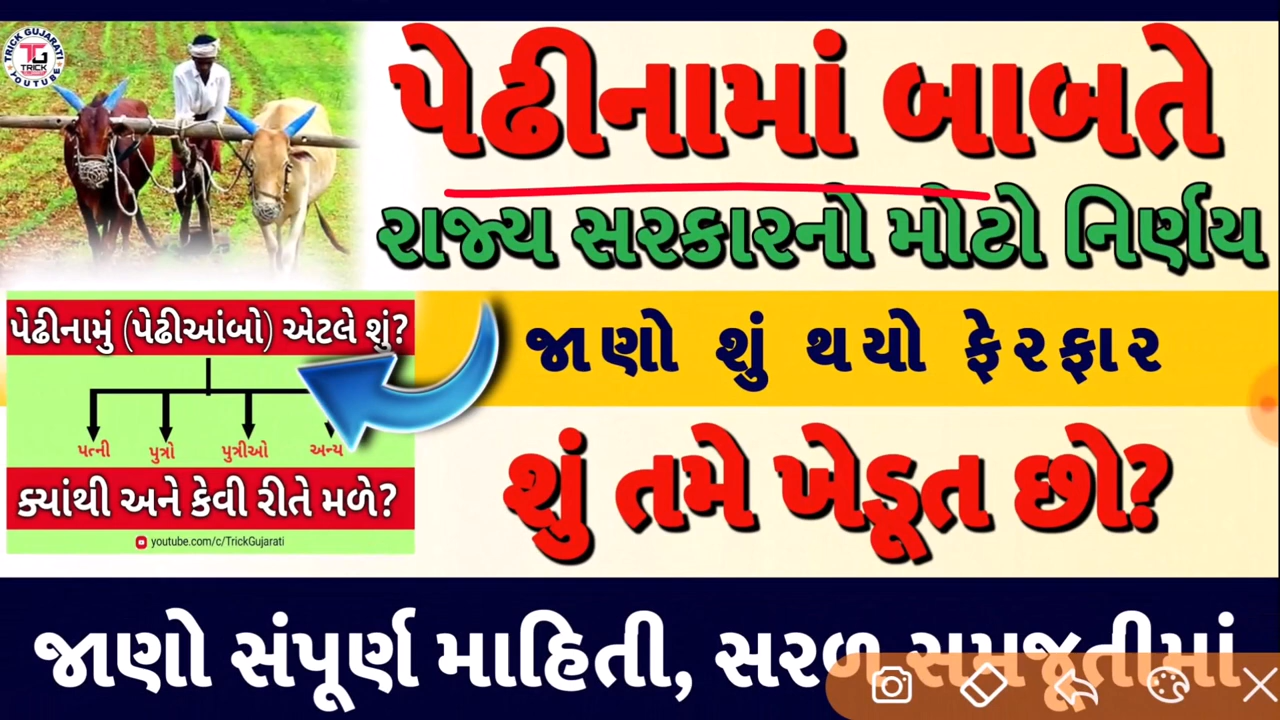 TRICK GUJARATI
TG
TRICK
YOUTUBE
પેઢીનામાં બાબતે
રાજ્ય સરકારનો મોટો નિર્ણય
પેઢીનામું (પેઢીઆંબો) એટલે શું?
જાણો શું થયો ફેરફાર
પત્ની પુત્રો પુત્રીઓ અન્ય
ક્યાંથી અને કેવી રીતે મળે?
youtube.com/c/TrickGujarati
શું તમે ખેડૂત છો?
જાણો સંપૂર્ણ માહિતી, સરળ સમજૂતીમાં